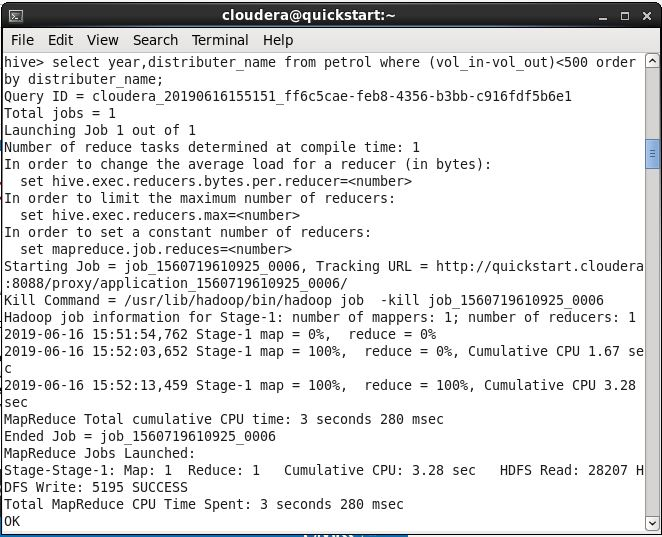 cloudera@quickstart:~
File Edit View Search Terminal Help
hive> select year,distributer_name from petrol where (vol_in-vol_out)<500 order
by distributer_name;
Query ID = cloudera_20190616155151_ff6c5cae-feb8-4356-b3bb-c916fdf5b6e1
Total jobs = 1
Launching Job 1 out of 1
Number of reduce tasks determined at compile time: 1
In order to change the average load for a reducer (in bytes):
  set hive.exec.reducers.bytes.per.reducer=<number>
In order to limit the maximum number of reducers:
  set hive.exec.reducers.max=<number>
In order to set a constant number of reducers:
  set mapreduce.job.reduces=<number>
Starting Job = job_1560719610925_0006, Tracking URL = http://quickstart.cloudera
:8088/proxy/application_1560719610925_0006/
Kill Command = /usr/lib/hadoop/bin/hadoop job  -kill job_1560719610925_0006
Hadoop job information for Stage-1: number of mappers: 1; number of reducers: 1
2019-06-16 15:51:54,762 Stage-1 map = 0%,  reduce = 0%
2019-06-16 15:52:03,652 Stage-1 map = 100%,  reduce = 0%, Cumulative CPU 1.67 se
c
2019-06-16 15:52:13,459 Stage-1 map = 100%,  reduce = 100%, Cumulative CPU 3.28
sec
MapReduce Total cumulative CPU time: 3 seconds 280 msec
Ended Job = job_1560719610925_0006
MapReduce Jobs Launched:
Stage-Stage-1: Map: 1  Reduce: 1   Cumulative CPU: 3.28 sec   HDFS Read: 28207 H
DFS Write: 5195 SUCCESS
Total MapReduce CPU Time Spent: 3 seconds 280 msec
OK